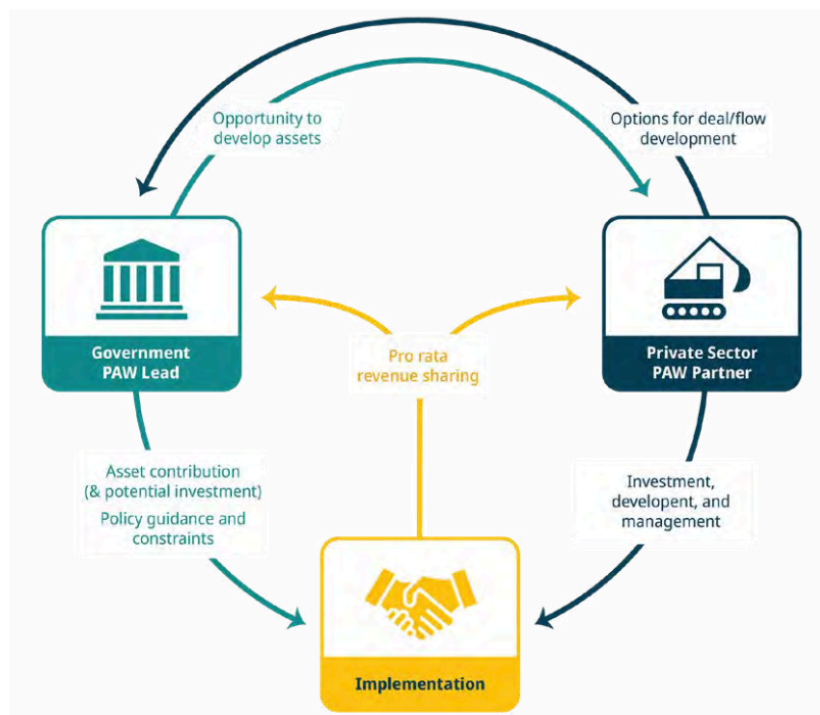 Opportunity to
develop assets
Options for deal/flow
development
Government
PAW Lead
Pro rata
revenue sharing
Private Sector
PAW Partner
Asset contribution
(& potential investment)
Policy guidance and
constraints
Investment,
developent, and
management
Implementation